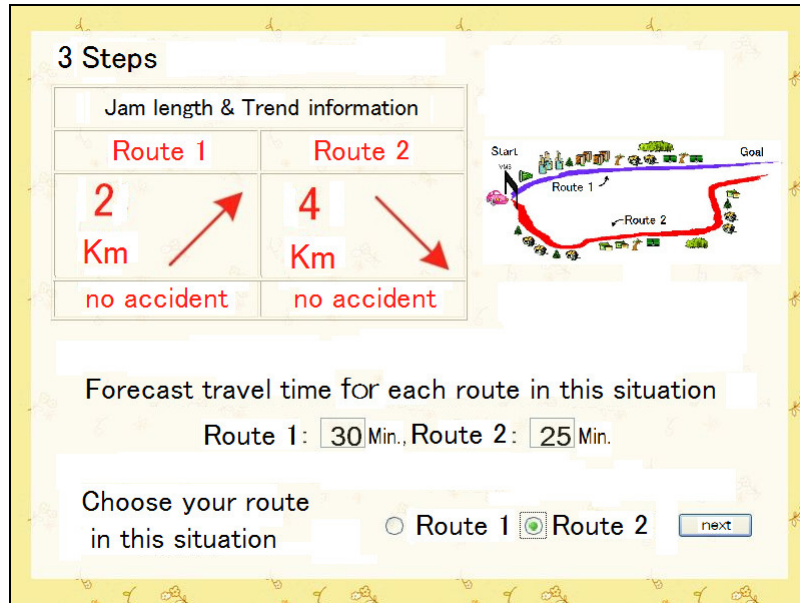 3 Steps
Jam length & Trend information
Route 1 Route 2
2 4
Km Km
no accident no accident
Start Goal
VMS
Route 1
Route 2
Forecast travel time for each route in this situation
Route 1: 30 Min., Route 2: 25 Min.
Choose your route
in this situation
Route 1 Route 2 next